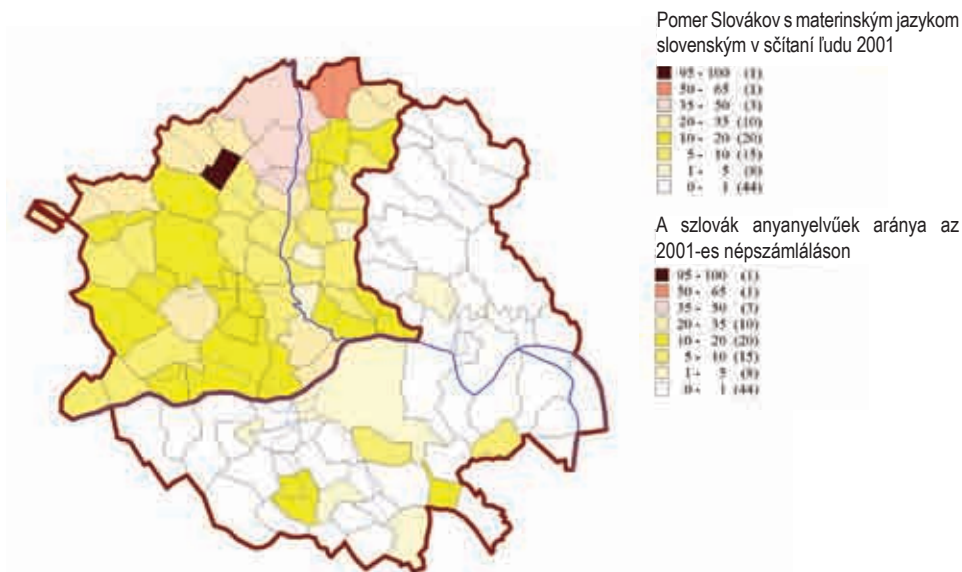 Pomer Slovákov s materinským jazykom
slovenským v sčítaní ľudu 2001
95 - 100 (1)
50 - 65 (1)
35 - 50 (3)
20 - 35 (10)
10 - 20 (20)
5 - 10 (15)
1 - 5 (9)
0 - 1 (44)
A szlovák anyanyelvűek aránya az
2001-es népszámláláson
95 - 100 (1)
50 - 65 (1)
35 - 50 (3)
20 - 35 (10)
10 - 20 (20)
5 - 10 (15)
1 - 5 (9)
0 - 1 (44)